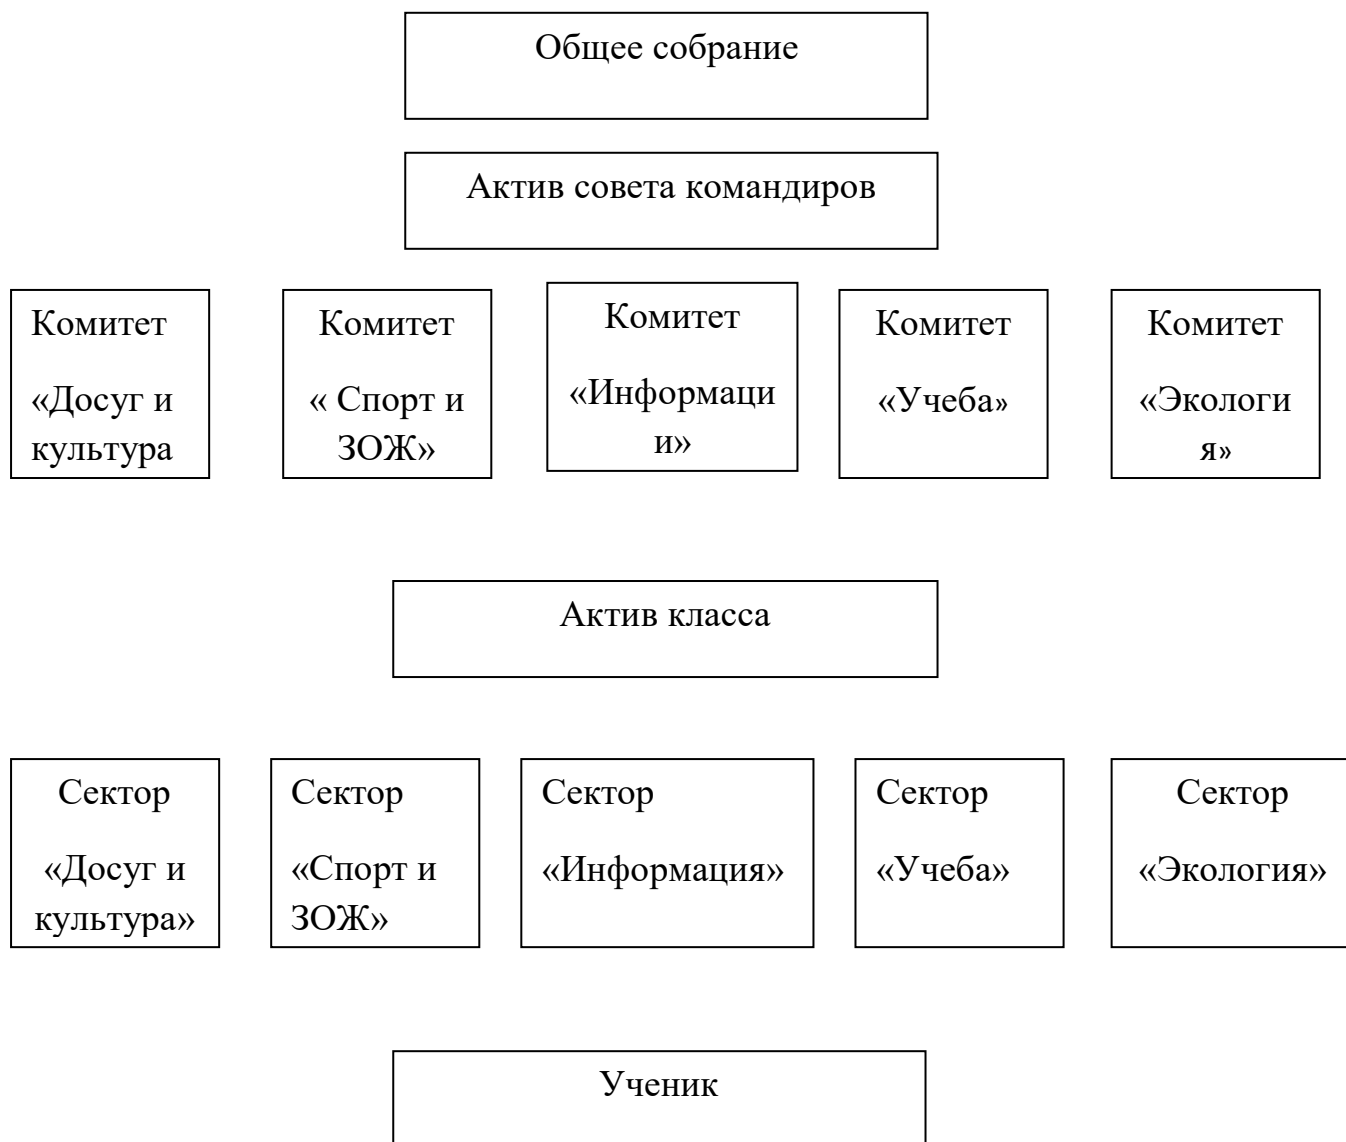 Общее собрание
Актив совета командиров
Комитет
«Досуг и
культура
Комитет
« Спорт и
ЗОЖ»
Комитет
«Информаци
и»
Комитет
«Учеба»
Комитет
«Экологи
я»
Актив класса
Сектор
«Досуг и
культура»
Сектор
«Спорт и
ЗОЖ»
Сектор
«Информация»
Сектор
«Учеба»
Сектор
«Экология»
Ученик